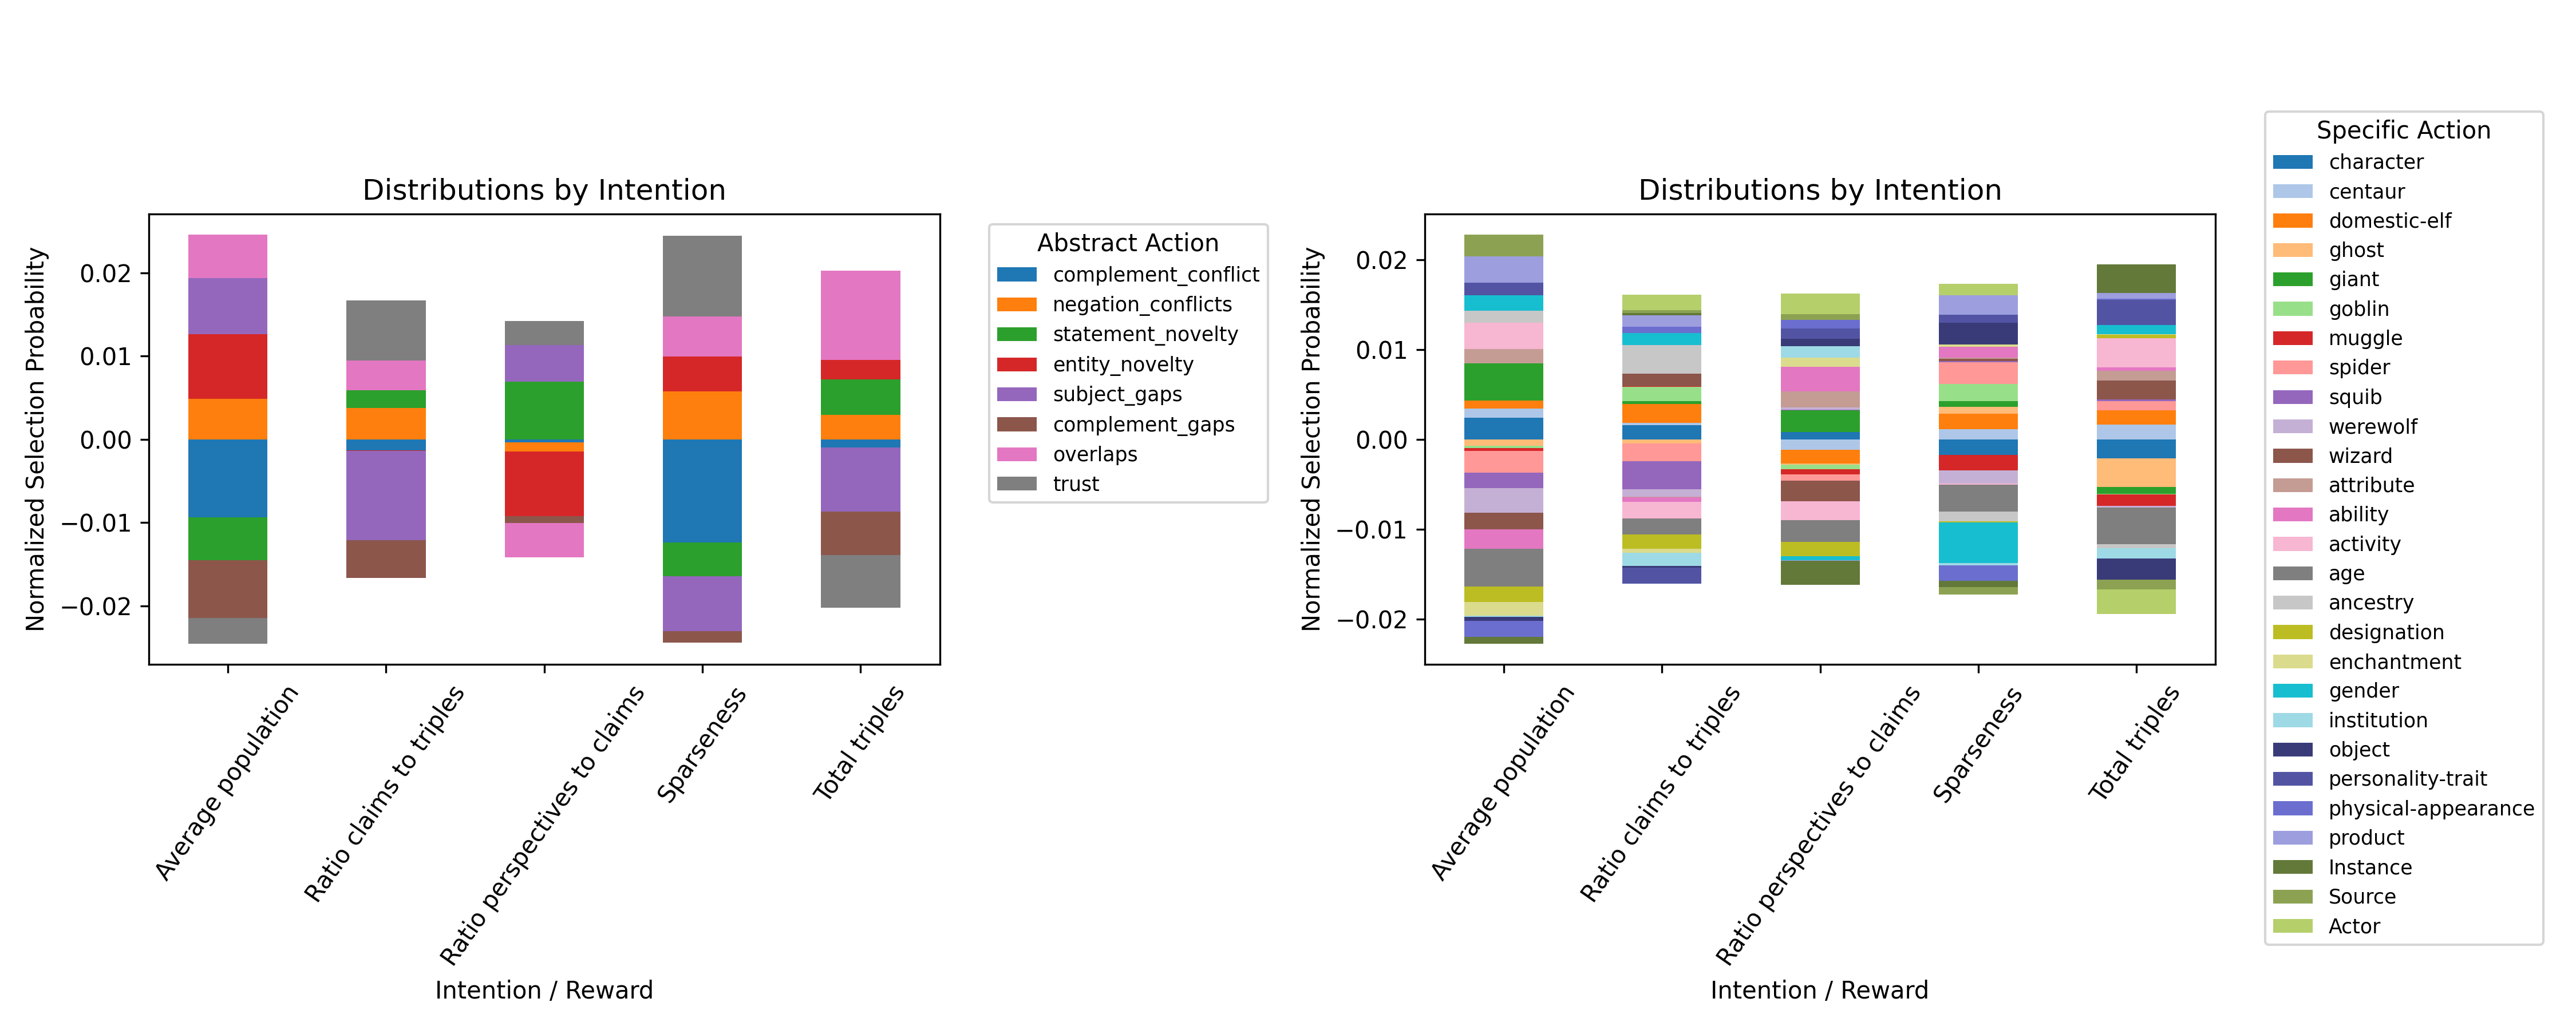 Distributions by Intention
Normalized Selection Probability
0.02
0.01
0.00
−0.01
−0.02
Average population
Ratio claims to triples
Ratio perspectives to claims
Sparseness
Total triples
Intention / Reward
Abstract Action
complement_conflict
negation_conflicts
statement_novelty
entity_novelty
subject_gaps
complement_gaps
overlaps
trust
Distributions by Intention
Normalized Selection Probability
0.02
0.01
0.00
−0.01
−0.02
Average population
Ratio claims to triples
Ratio perspectives to claims
Sparseness
Total triples
Intention / Reward
Specific Action
character
centaur
domestic-elf
ghost
giant
goblin
muggle
spider
squib
werewolf
wizard
attribute
ability
activity
age
ancestry
designation
enchantment
gender
institution
object
personality-trait
physical-appearance
product
Instance
Source
Actor